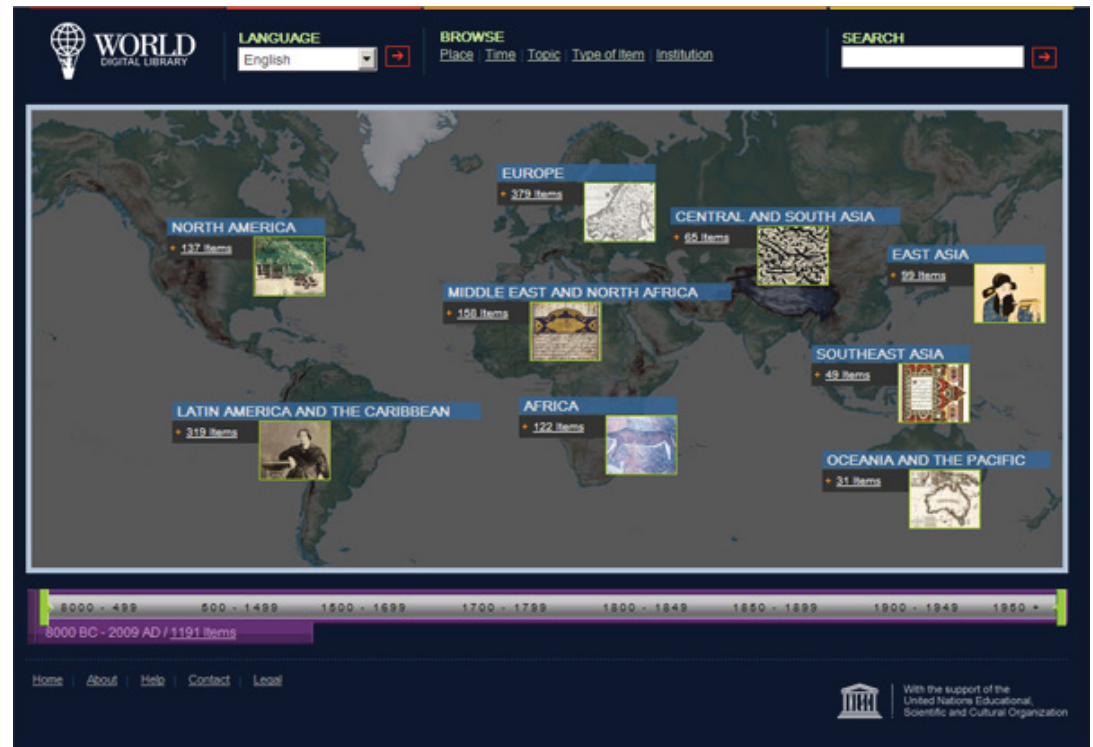 WORLD
DIGITAL LIBRARY
LANGUAGE
English
BROWSE
Place | Time | Topic | Type of Item | Institution
SEARCH
EUROPE
379 Items
NORTH AMERICA
137 Items
CENTRAL AND SOUTH ASIA
65 Items
EAST ASIA
99 Items
MIDDLE EAST AND NORTH AFRICA
158 Items
SOUTHEAST ASIA
49 Items
LATIN AMERICA AND THE CARIBBEAN
319 Items
AFRICA
122 Items
OCEANIA AND THE PACIFIC
31 Items
8000 - 499 500 - 1499 1500 - 1699 1700 - 1799 1800 - 1849 1850 - 1899 1900 - 1949 1950 +
8000 BC - 2009 AD / 1191 Items
Home | About | Help | Contact | Legal
With the support of the
United Nations Educational,
Scientific and Cultural Organization